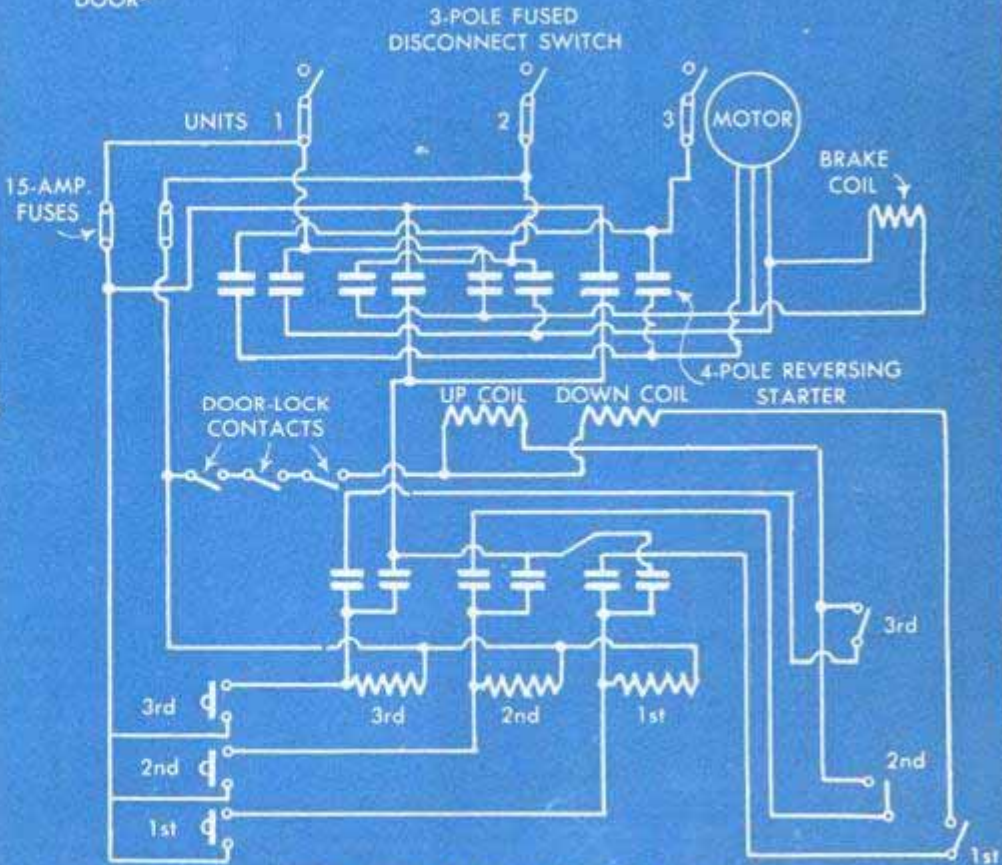 DOOR
3-POLE FUSED
DISCONNECT SWITCH
UNITS 1
2
3
MOTOR
BRAKE
COIL
15-AMP.
FUSES
4-POLE REVERSING
STARTER
UP COIL
DOWN COIL
DOOR-LOCK
CONTACTS
3rd
3rd
2nd
1st
3rd
2nd
1st
2nd
1st